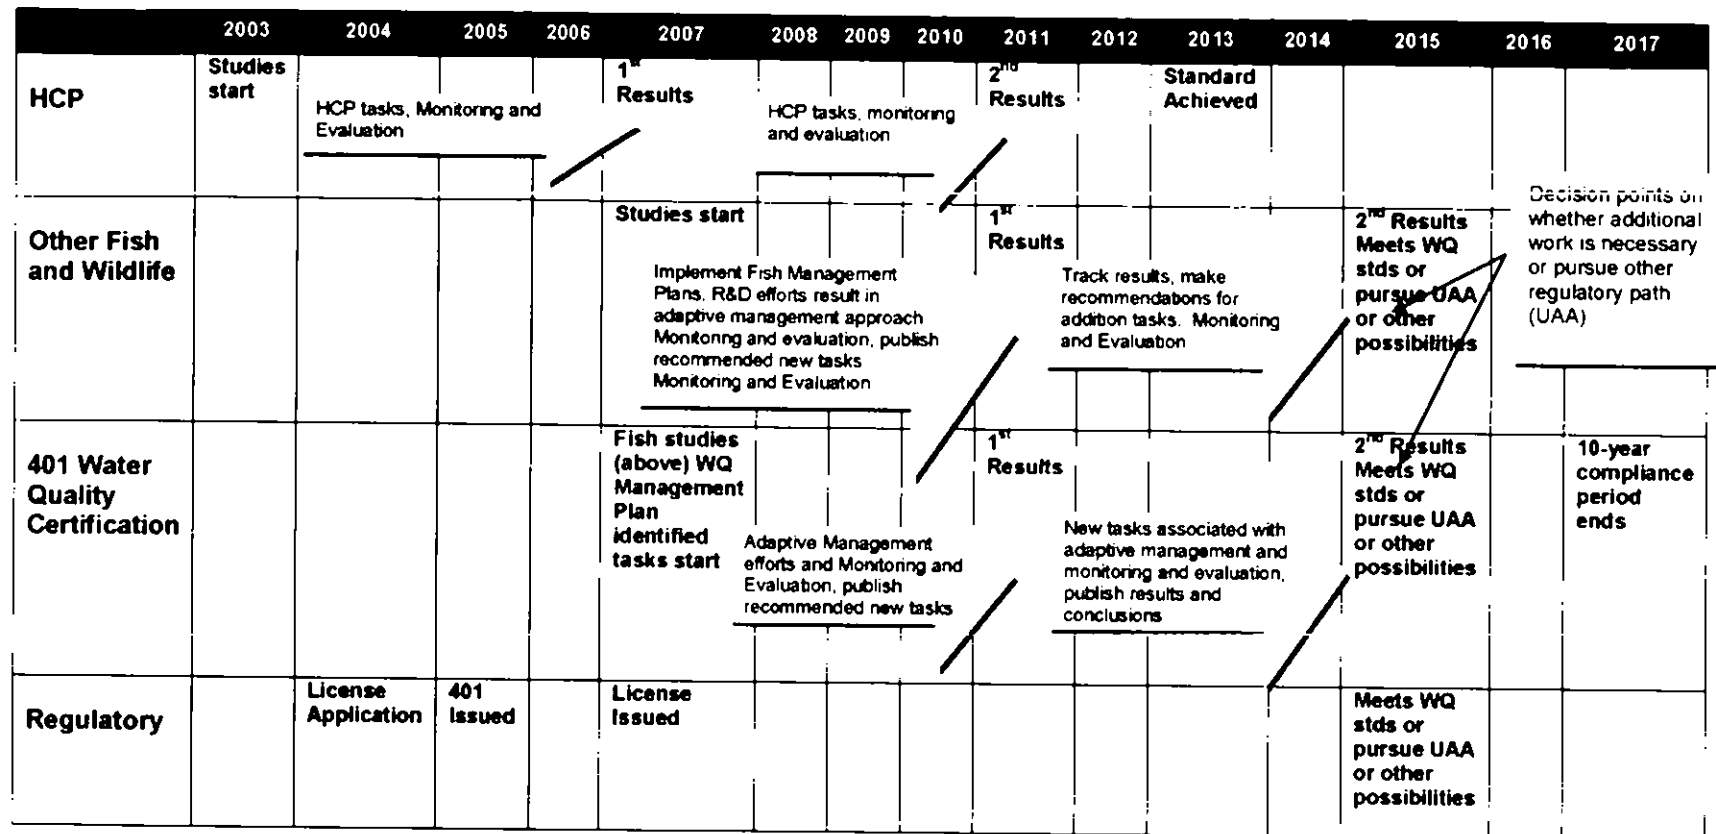 2003 2004 2005 2006 2007 2008 2009 2010 2011 2012 2013 2014 2015 2016 2017
HCP
Studies
start
HCP tasks, Monitoring and
Evaluation
1st
Results
HCP tasks, monitoring
and evaluation
2nd
Results
Standard
Achieved
Other Fish
and Wildlife
Studies start
Implement Fish Management
Plans. R&D efforts result in
adaptive management approach
Monitoring and evaluation, publish
recommended new tasks
Monitoring and Evaluation
1st
Results
Track results, make
recommendations for
addition tasks. Monitoring
and Evaluation
2nd Results
Meets WQ
stds or
pursue UAA
or other
possibilities
Decision points on
whether additional
work is necessary
or pursue other
regulatory path
(UAA)
401 Water
Quality
Certification
Fish studies
(above) WQ
Management
Plan
identified
tasks start
Adaptive Management
efforts and Monitoring and
Evaluation, publish
recommended new tasks
1st
Results
New tasks associated with
adaptive management and
monitoring and evaluation,
publish results and
conclusions
2nd Results
Meets WQ
stds or
pursue UAA
or other
possibilities
10-year
compliance
period
ends
Regulatory
License
Application
401
Issued
License
Issued
Meets WQ
stds or
pursue UAA
or other
possibilities